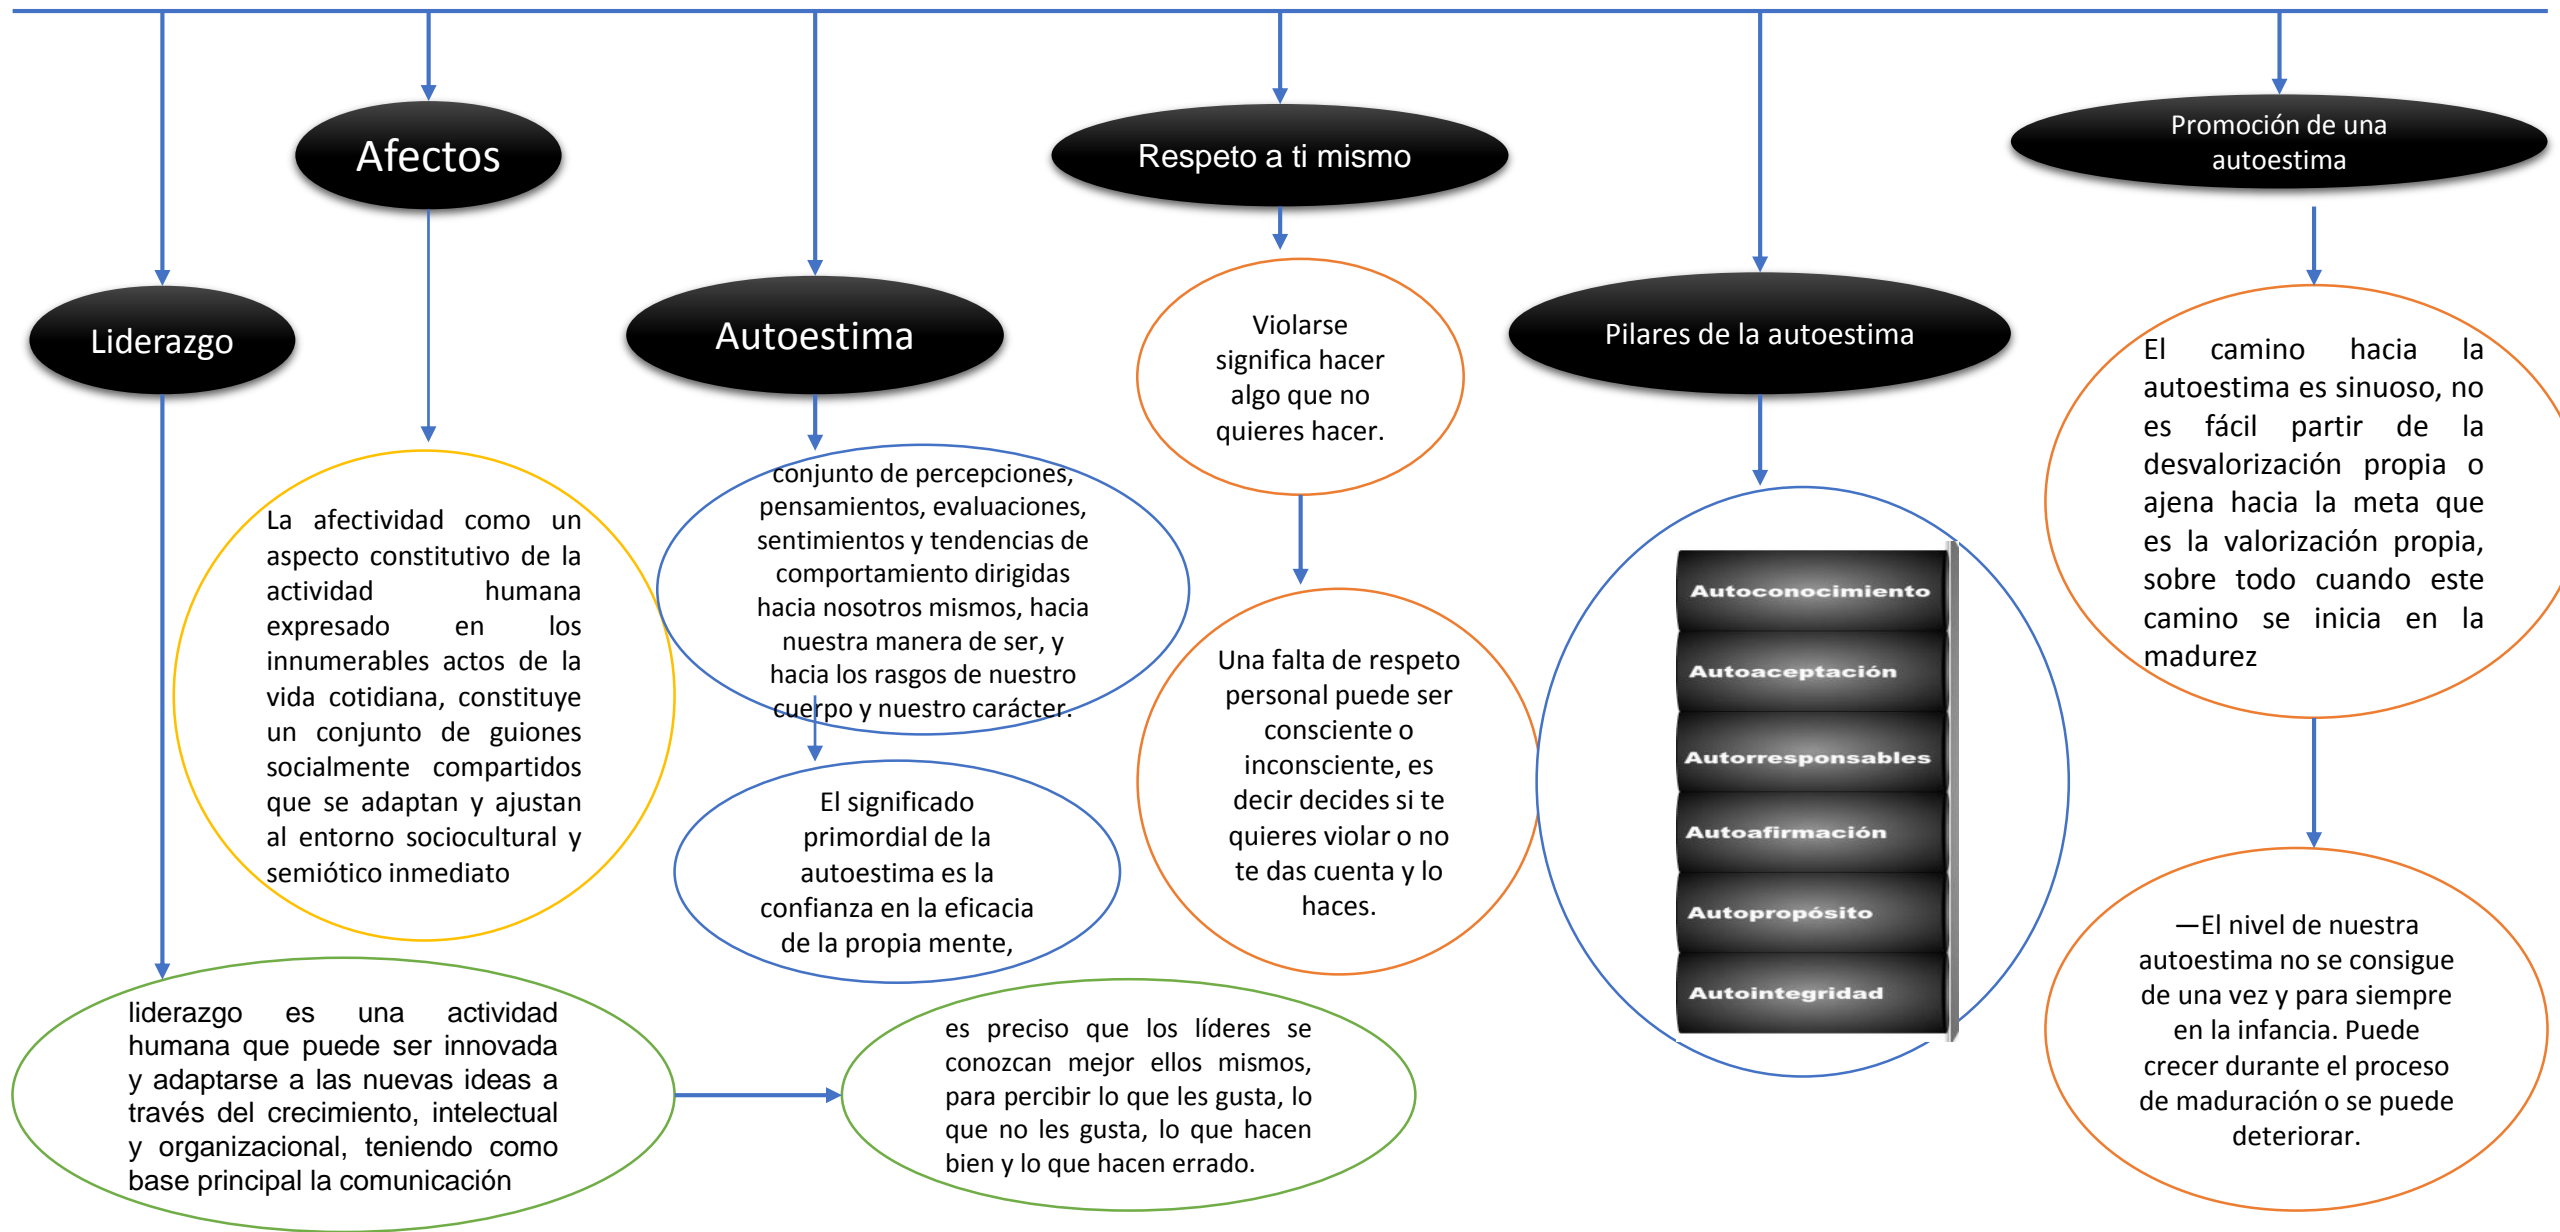 Afectos
Respeto a ti mismo
Promoción de una
autoestima
Liderazgo
Autoestima
Pilares de la autoestima
La afectividad como un
aspecto constitutivo de la
actividad humana
expresado en los
innumerables actos de la
vida cotidiana, constituye
un conjunto de guiones
socialmente compartidos
que se adaptan y ajustan
al entorno sociocultural y
semiótico inmediato
conjunto de percepciones,
pensamientos, evaluaciones,
sentimientos y tendencias de
comportamiento dirigidas
hacia nosotros mismos, hacia
nuestra manera de ser, y
hacia los rasgos de nuestro
cuerpo y nuestro carácter.
El significado
primordial de la
autoestima es la
confianza en la eficacia
de la propia mente,
Violarse
significa hacer
algo que no
quieres hacer.
Una falta de respeto
personal puede ser
consciente o
inconsciente, es
decir decides si te
quieres violar o no
te das cuenta y lo
haces.
Autoconocimiento
Autoaceptación
Autorresponsables
Autoafirmación
Autopropósito
Autointegridad
El camino hacia la
autoestima es sinuoso, no
es fácil partir de la
desvalorización propia o
ajena hacia la meta que
es la valorización propia,
sobre todo cuando este
camino se inicia en la
madurez
—El nivel de nuestra
autoestima no se consigue
de una vez y para siempre
en la infancia. Puede
crecer durante el proceso
de maduración o se puede
deteriorar.
liderazgo es una actividad
humana que puede ser innovada
y adaptarse a las nuevas ideas a
través del crecimiento, intelectual
y organizacional, teniendo como
base principal la comunicación
es preciso que los líderes se
conozcan mejor ellos mismos,
para percibir lo que les gusta, lo
que no les gusta, lo que hacen
bien y lo que hacen errado.